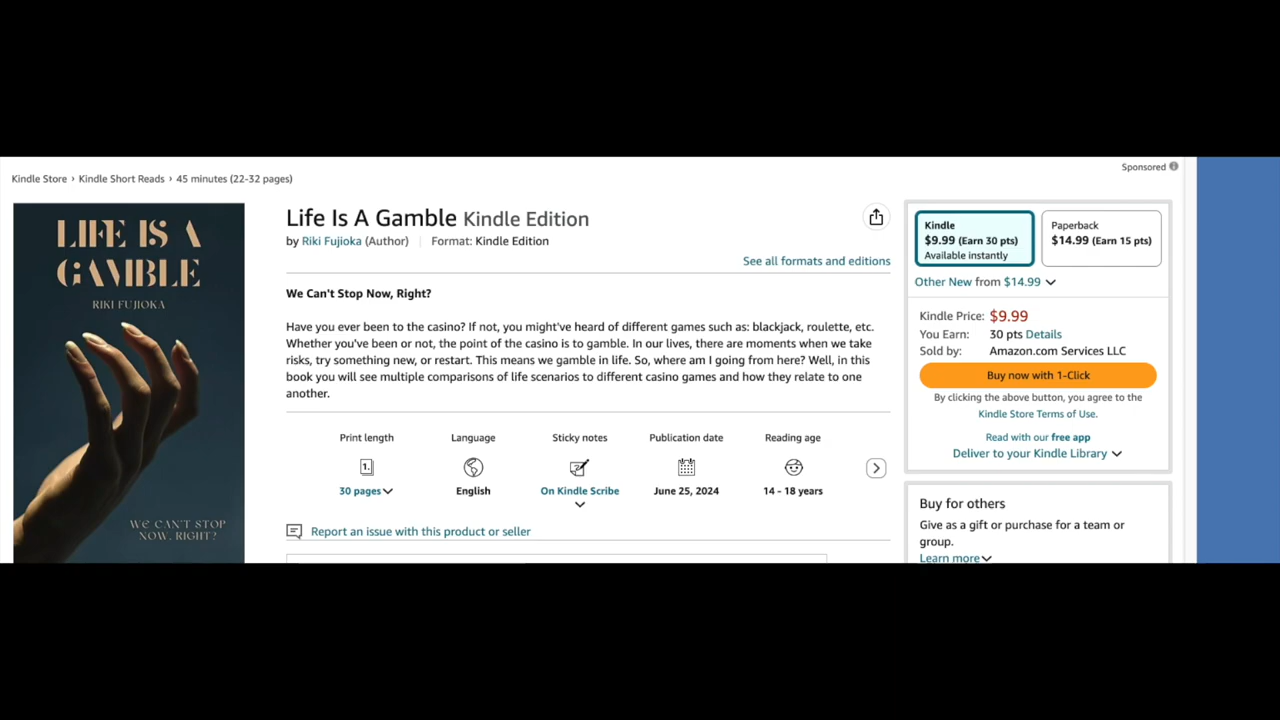 Sponsored
Kindle Store › Kindle Short Reads › 45 minutes (22-32 pages)
LIFE IS A
GAMBLE
RIKI FUJIOKA
WE CAN'T STOP
NOW, RIGHT?
Life Is A Gamble Kindle Edition
by Riki Fujioka (Author) | Format: Kindle Edition
See all formats and editions
We Can't Stop Now, Right?
Have you ever been to the casino? If not, you might've heard of different games such as: blackjack, roulette, etc.
Whether you've been or not, the point of the casino is to gamble. In our lives, there are moments when we take
risks, try something new, or restart. This means we gamble in life. So, where am I going from here? Well, in this
book you will see multiple comparisons of life scenarios to different casino games and how they relate to one
another.
Print length
1.
30 pages
Language
English
Sticky notes
On Kindle Scribe
Publication date
June 25, 2024
Reading age
14 - 18 years
Report an issue with this product or seller
Kindle
$9.99 (Earn 30 pts)
Available instantly
Paperback
$14.99 (Earn 15 pts)
Other New from $14.99
Kindle Price: $9.99
You Earn: 30 pts Details
Sold by: Amazon.com Services LLC
Buy now with 1-Click
By clicking the above button, you agree to the
Kindle Store Terms of Use.
Read with our free app
Deliver to your Kindle Library
Buy for others
Give as a gift or purchase for a team or
group.
Learn more